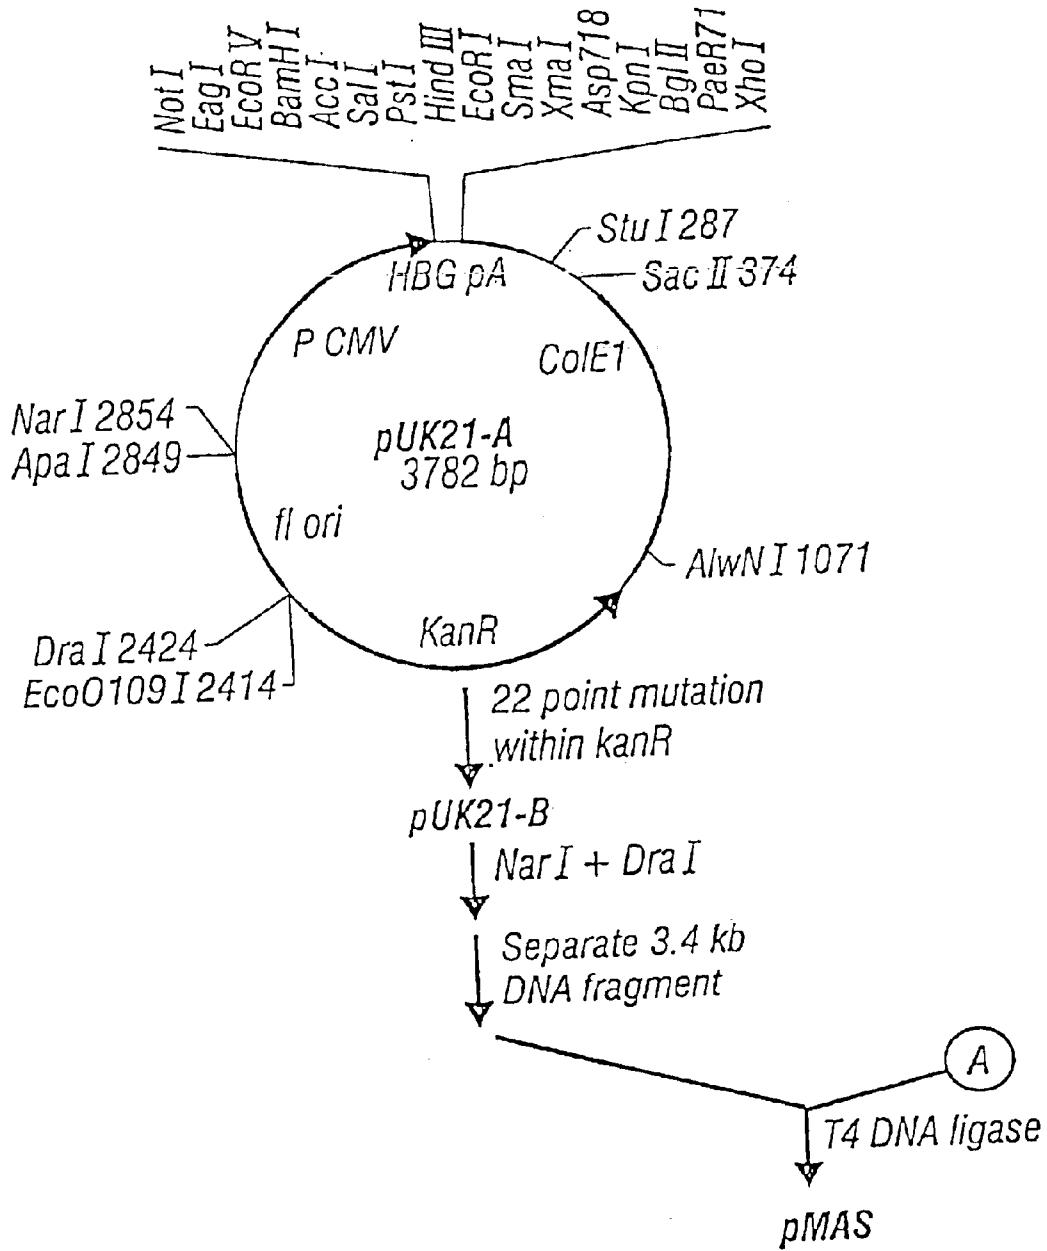 Not I
Eag I
EcoR V
BamH I
Acc I
Sal I
Pst I
Hind III
EcoR I
Sma I
Xma I
Asp718
Kpn I
Bgl II
PaeR71
Xho I
Stu I 287
Sac II 374
HBG pA
P CMV
ColE1
Nar I 2854
Apa I 2849
pUK21-A
3782 bp
fl ori
AlwN I 1071
KanR
Dra I 2424
EcoO109 I 2414
22 point mutation
within kanR
pUK21-B
Nar I + Dra I
Separate 3.4 kb
DNA fragment
A
T4 DNA ligase
pMAS